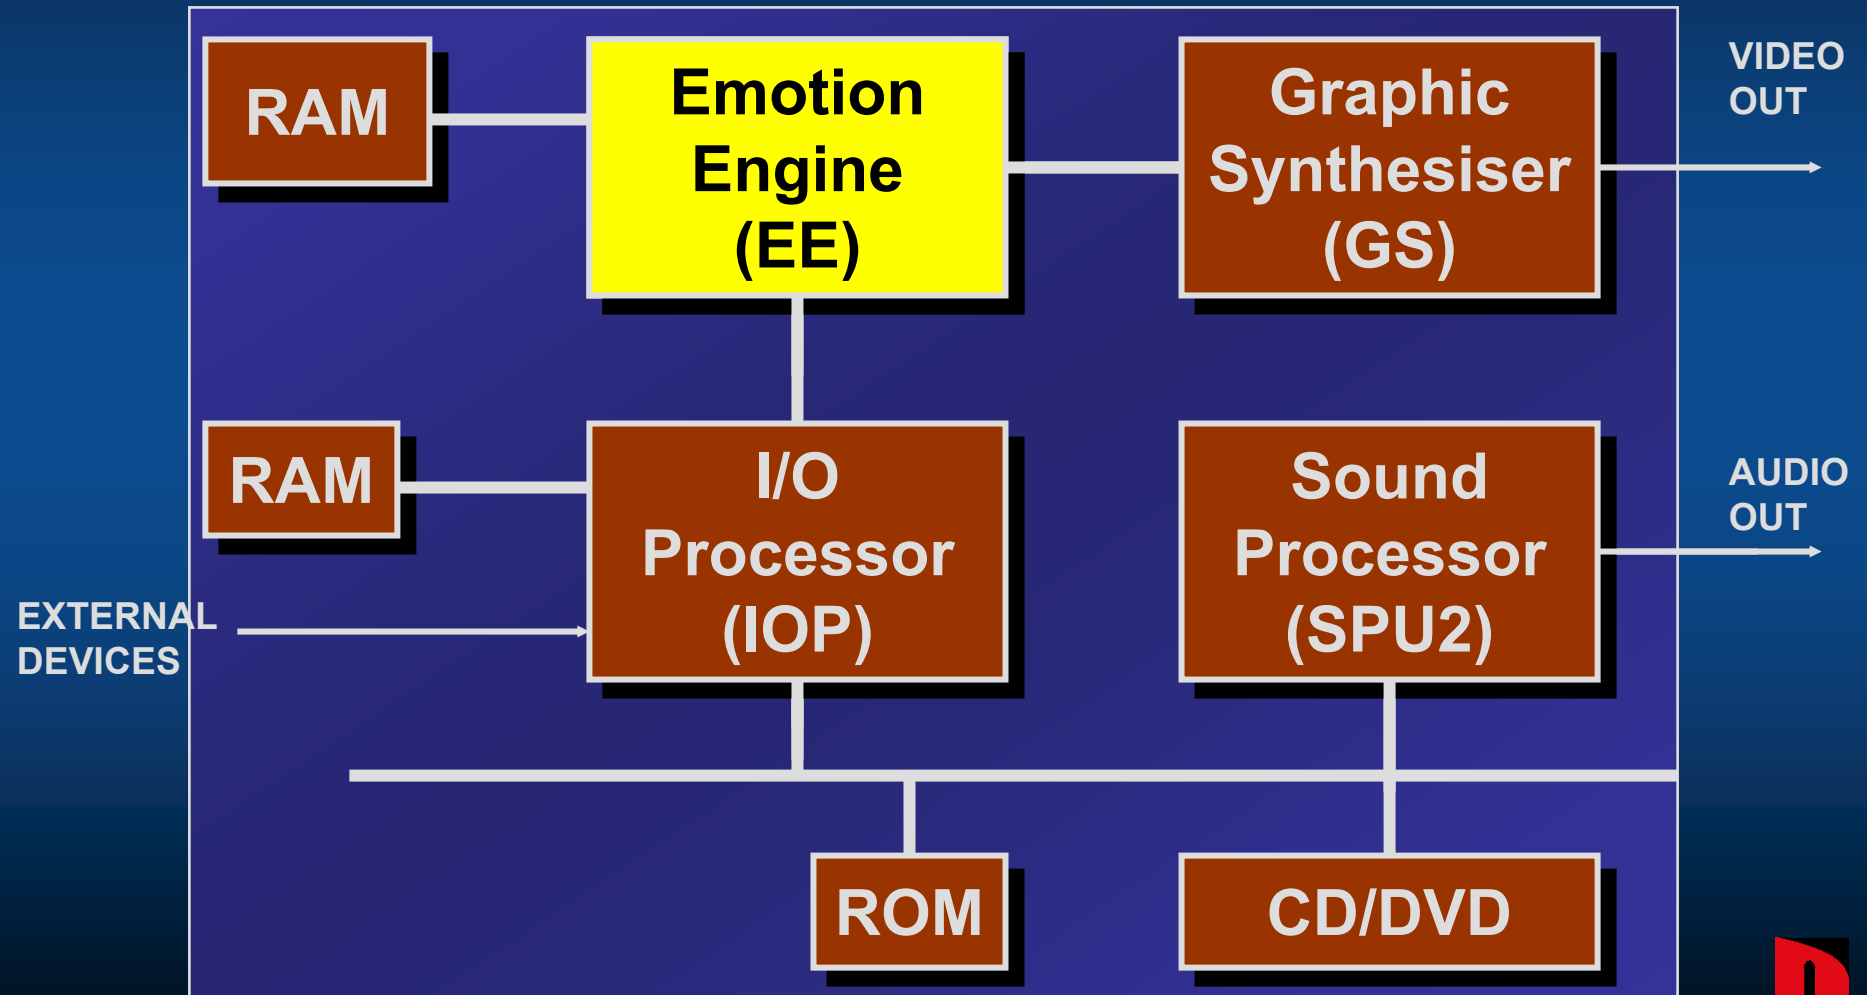 RAM
Emotion
Engine
(EE)
Graphic
Synthesiser
(GS)
VIDEO
OUT
RAM
I/O
Processor
(IOP)
Sound
Processor
(SPU2)
AUDIO
OUT
EXTERNAL
DEVICES
ROM
CD/DVD